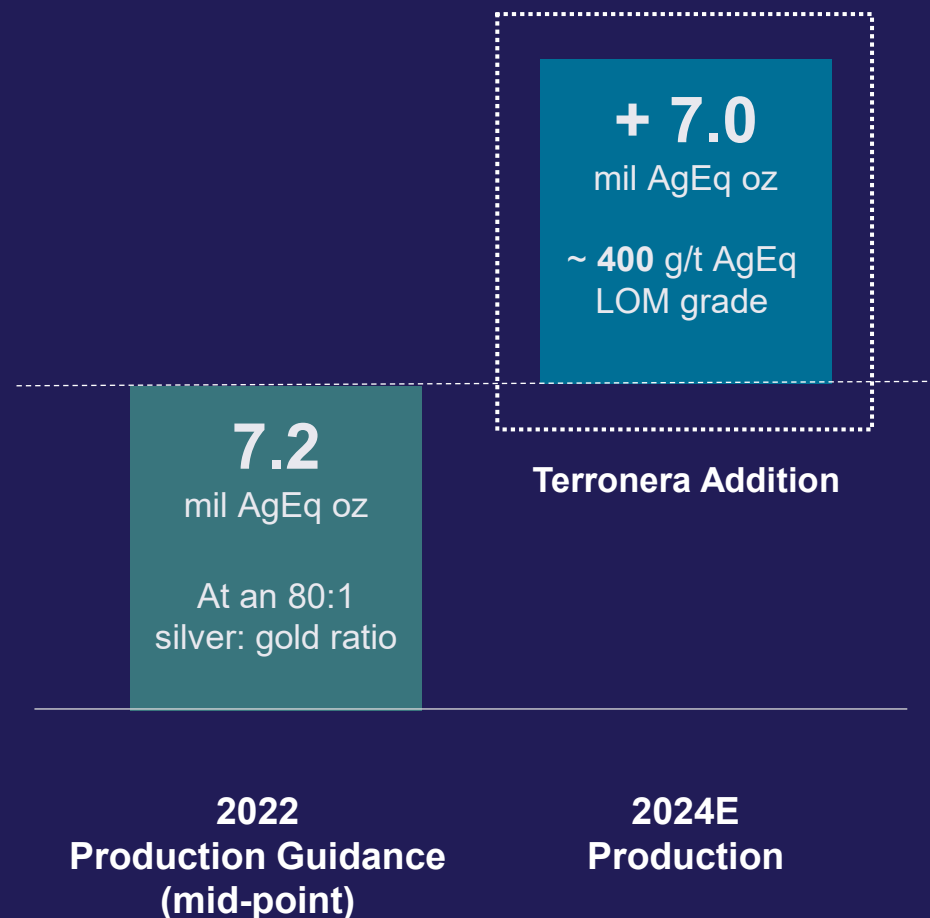 + 7.0
mil AgEq oz
~ 400 g/t AgEq
LOM grade
Terronera Addition
7.2
mil AgEq oz
At an 80:1
silver: gold ratio
2022
Production Guidance
(mid-point)
2024E
Production